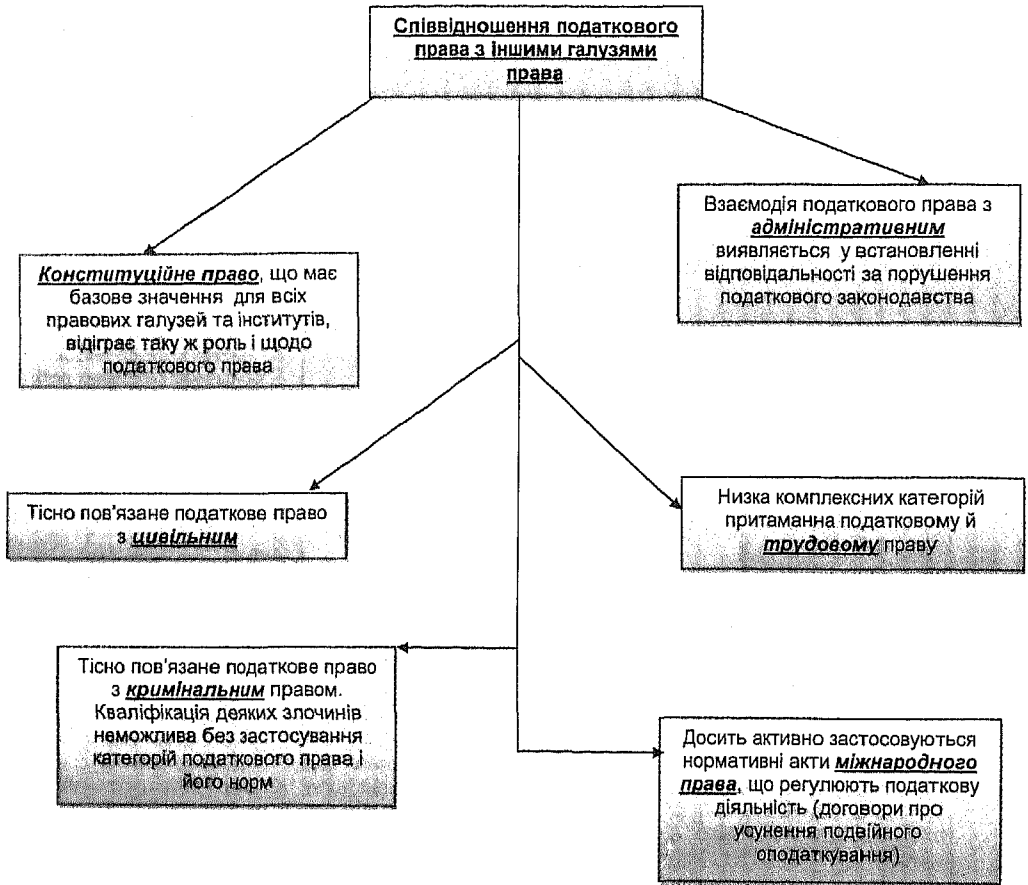 Співвідношення податкового
права з іншими галузями
права
Взаємодія податкового права з
адміністративним
виявляється у встановленні
відповідальності за порушення
податкового законодавства
Конституційне право, що має
базове значення для всіх
правових галузей та інститутів,
відіграє таку ж роль і щодо
податкового права
Тісно пов'язане податкове право
з цивільним
Низка комплексних категорій
притаманна податковому й
трудовому праву
Тісно пов'язане податкове право
з кримінальним правом.
Кваліфікація деяких злочинів
неможлива без застосування
категорій податкового права і
його норм
Досить активно застосовуються
нормативні акти міжнародного
права, що регулюють податкову
діяльність (договори про
усунення подвійного
оподаткування)